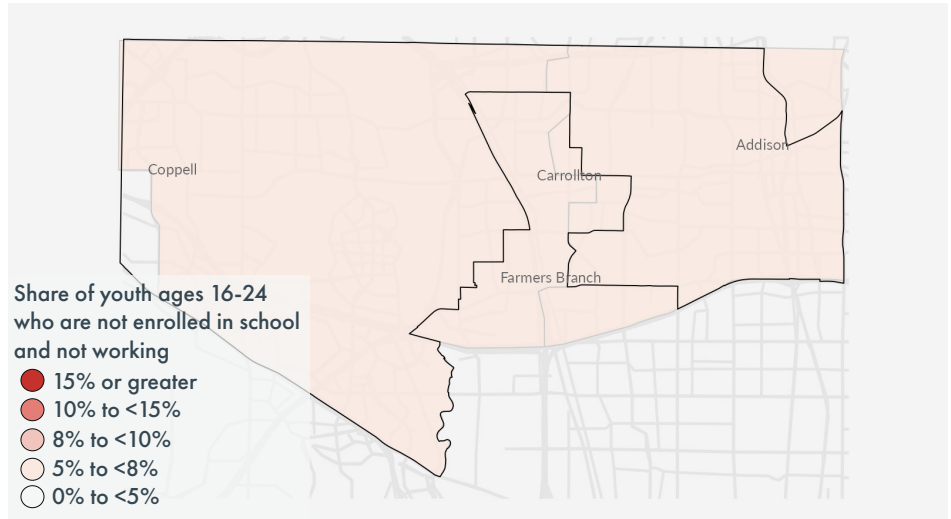 Addison
Coppell
Carrollton
Farmers Branch
Share of youth ages 16-24
who are not enrolled in school
and not working
15% or greater
10% to <15%
8% to <10%
5% to <8%
0% to <5%